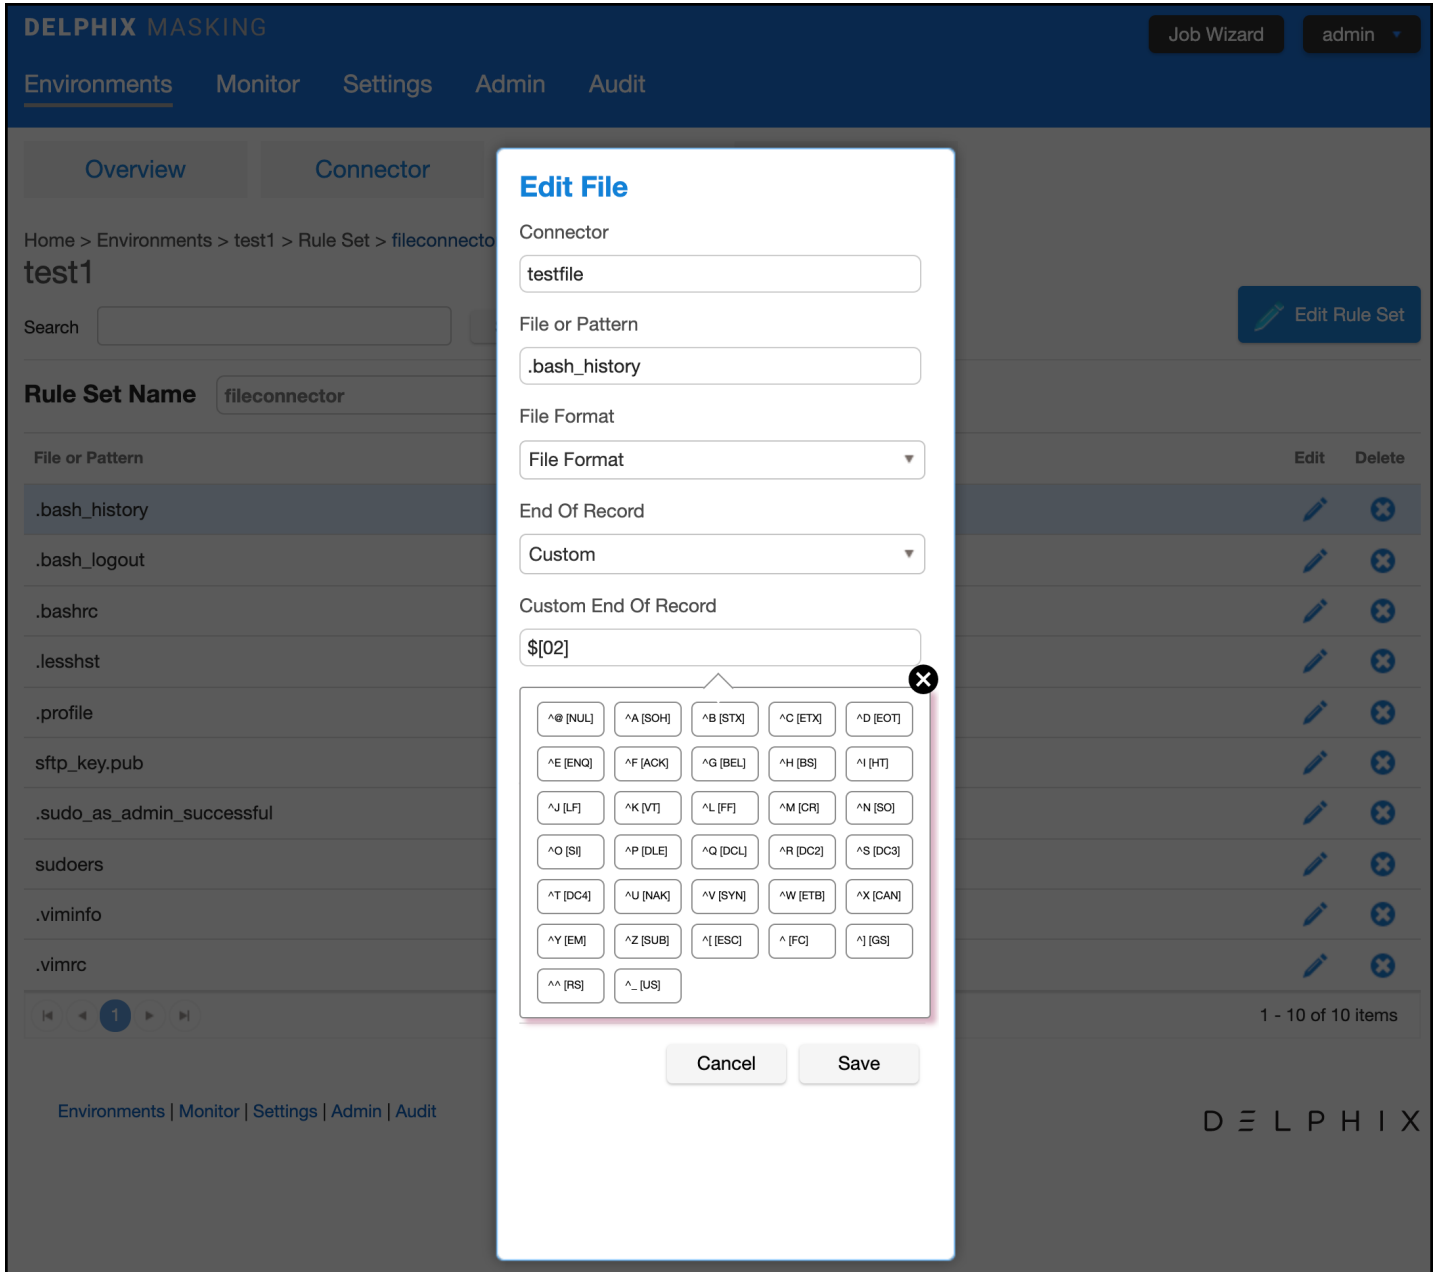 DELPHIX MASKING
Job Wizard
admin
Environments Monitor Settings Admin Audit
Overview Connector
Home > Environments > test1 > Rule Set > fileconnecto
test1
Search
Edit Rule Set
Rule Set Name fileconnector
File or Pattern Edit Delete
.bash_history
.bash_logout
.bashrc
.lesshst
.profile
sftp_key.pub
.sudo_as_admin_successful
sudoers
.viminfo
.vimrc
1
1 - 10 of 10 items
Edit File
Connector
testfile
File or Pattern
.bash_history
File Format
File Format
End Of Record
Custom
Custom End Of Record
$[02]
^@ [NUL] ^A [SOH] ^B [STX] ^C [ETX] ^D [EOT]
^E [ENQ] ^F [ACK] ^G [BEL] ^H [BS] ^I [HT]
^J [LF] ^K [VT] ^L [FF] ^M [CR] ^N [SO]
^O [SI] ^P [DLE] ^Q [DCL] ^R [DC2] ^S [DC3]
^T [DC4] ^U [NAK] ^V [SYN] ^W [ETB] ^X [CAN]
^Y [EM] ^Z [SUB] ^[ [ESC] ^ [FC] ^] [GS]
^^ [RS] ^_ [US]
Cancel Save
Environments | Monitor | Settings | Admin | Audit
DELPHIX